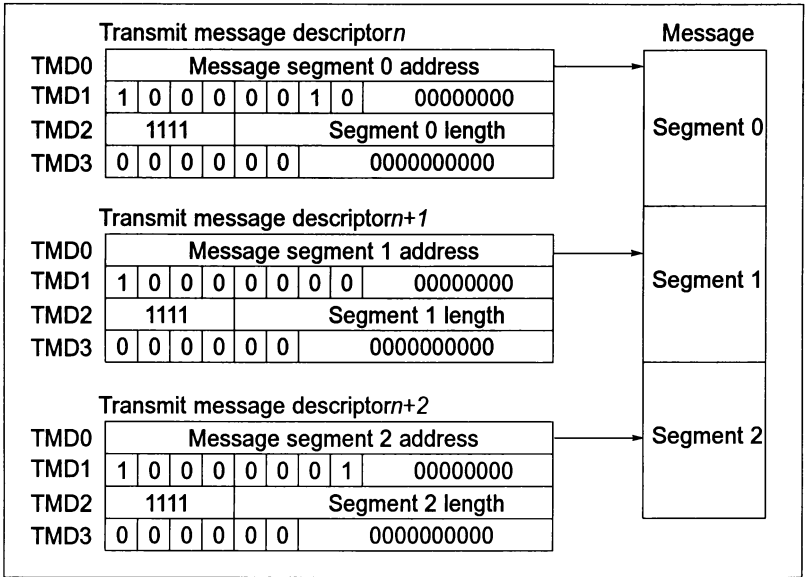 Transmit message descriptorn Message
TMD0 Message segment 0 address
TMD1 1 0 0 0 0 0 1 0 00000000
TMD2 1111 Segment 0 length Segment 0
TMD3 0 0 0 0 0 0 0000000000
Transmit message descriptorn+1
TMD0 Message segment 1 address
TMD1 1 0 0 0 0 0 0 0 00000000 Segment 1
TMD2 1111 Segment 1 length
TMD3 0 0 0 0 0 0 0000000000
Transmit message descriptorn+2
TMD0 Message segment 2 address Segment 2
TMD1 1 0 0 0 0 0 0 1 00000000
TMD2 1111 Segment 2 length
TMD3 0 0 0 0 0 0 0000000000